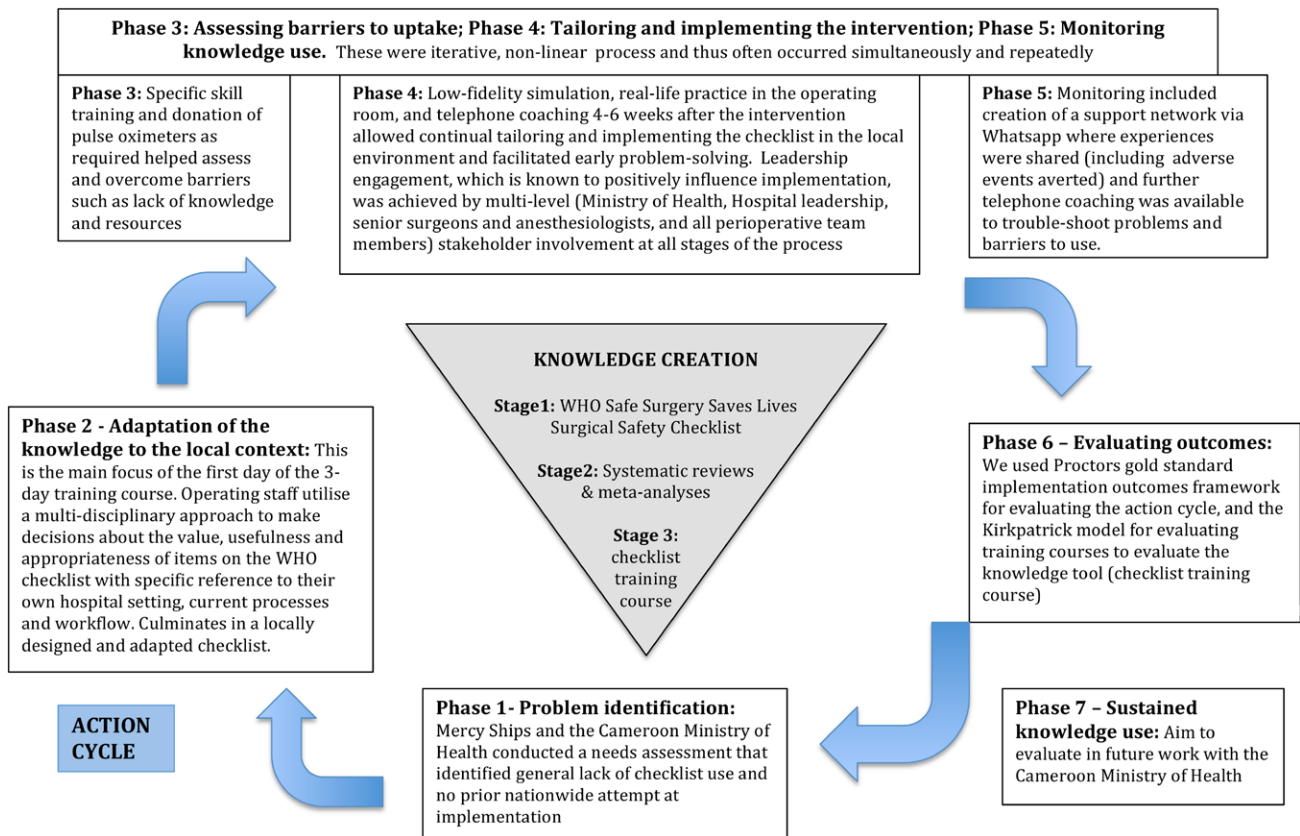 Phase 3: Assessing barriers to uptake; Phase 4: Tailoring and implementing the intervention; Phase 5: Monitoring
knowledge use. These were iterative, non-linear process and thus often occurred simultaneously and repeatedly
Phase 3: Specific skill
training and donation of
pulse oximeters as
required helped assess
and overcome barriers
such as lack of knowledge
and resources
Phase 4: Low-fidelity simulation, real-life practice in the operating
room, and telephone coaching 4-6 weeks after the intervention
allowed continual tailoring and implementing the checklist in the local
environment and facilitated early problem-solving. Leadership
engagement, which is known to positively influence implementation,
was achieved by multi-level (Ministry of Health, Hospital leadership,
senior surgeons and anesthesiologists, and all perioperative team
members) stakeholder involvement at all stages of the process
Phase 5: Monitoring included
creation of a support network via
Whatsapp where experiences
were shared (including adverse
events averted) and further
telephone coaching was available
to trouble-shoot problems and
barriers to use.
KNOWLEDGE CREATION
Stage1: WHO Safe Surgery Saves Lives
Surgical Safety Checklist
Stage2: Systematic reviews
& meta-analyses
Stage 3:
checklist
training
course
Phase 2 - Adaptation of the
knowledge to the local context: This
is the main focus of the first day of the 3-
day training course. Operating staff utilise
a multi-disciplinary approach to make
decisions about the value, usefulness and
appropriateness of items on the WHO
checklist with specific reference to their
own hospital setting, current processes
and workflow. Culminates in a locally
designed and adapted checklist.
Phase 6 – Evaluating outcomes:
We used Proctors gold standard
implementation outcomes framework
for evaluating the action cycle, and the
Kirkpatrick model for evaluating
training courses to evaluate the
knowledge tool (checklist training
course)
ACTION
CYCLE
Phase 1- Problem identification:
Mercy Ships and the Cameroon Ministry of
Health conducted a needs assessment that
identified general lack of checklist use and
no prior nationwide attempt at
implementation
Phase 7 – Sustained
knowledge use: Aim to
evaluate in future work with the
Cameroon Ministry of Health